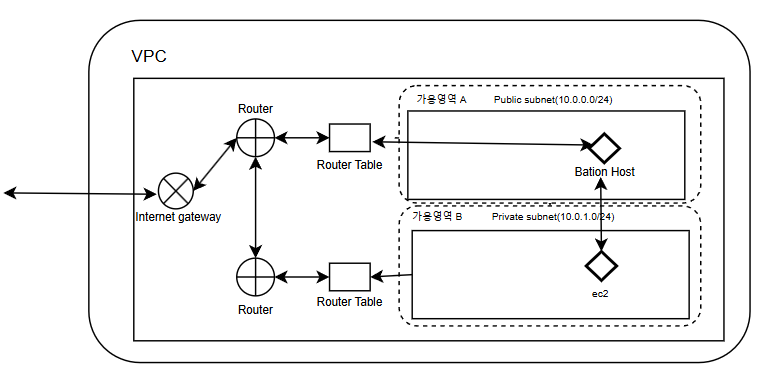 VPC
가용영역 A Public subnet(10.0.0.0/24)
Router
Router Table
Bation Host
Internet gateway
가용영역 B Private subnet(10.0.1.0/24)
ec2
Router Table
Router